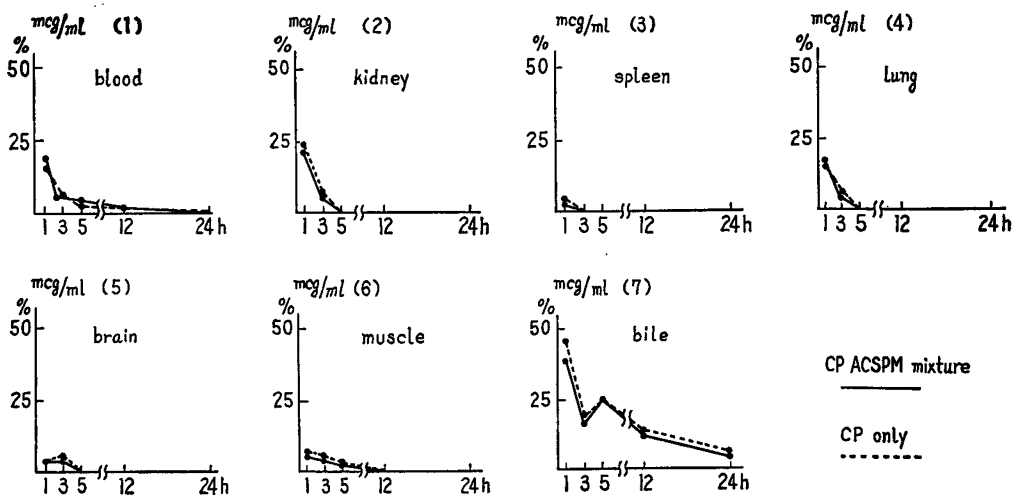 mcg/ml (1)
%
50
25
blood
1 3 5 12 24h
mcg/ml (2)
%
50
25
kidney
1 3 5 12 24h
mcg/ml (3)
%
50
25
spleen
1 3 5 12 24h
mcg/ml (4)
%
50
25
lung
1 3 5 12 24h
mcg/ml (5)
%
50
25
brain
1 3 5 12 24h
mcg/ml (6)
%
50
25
muscle
1 3 5 12 24h
mcg/ml (7)
%
50
25
bile
1 3 5 12 24h
CP ACSPM mixture
CP only